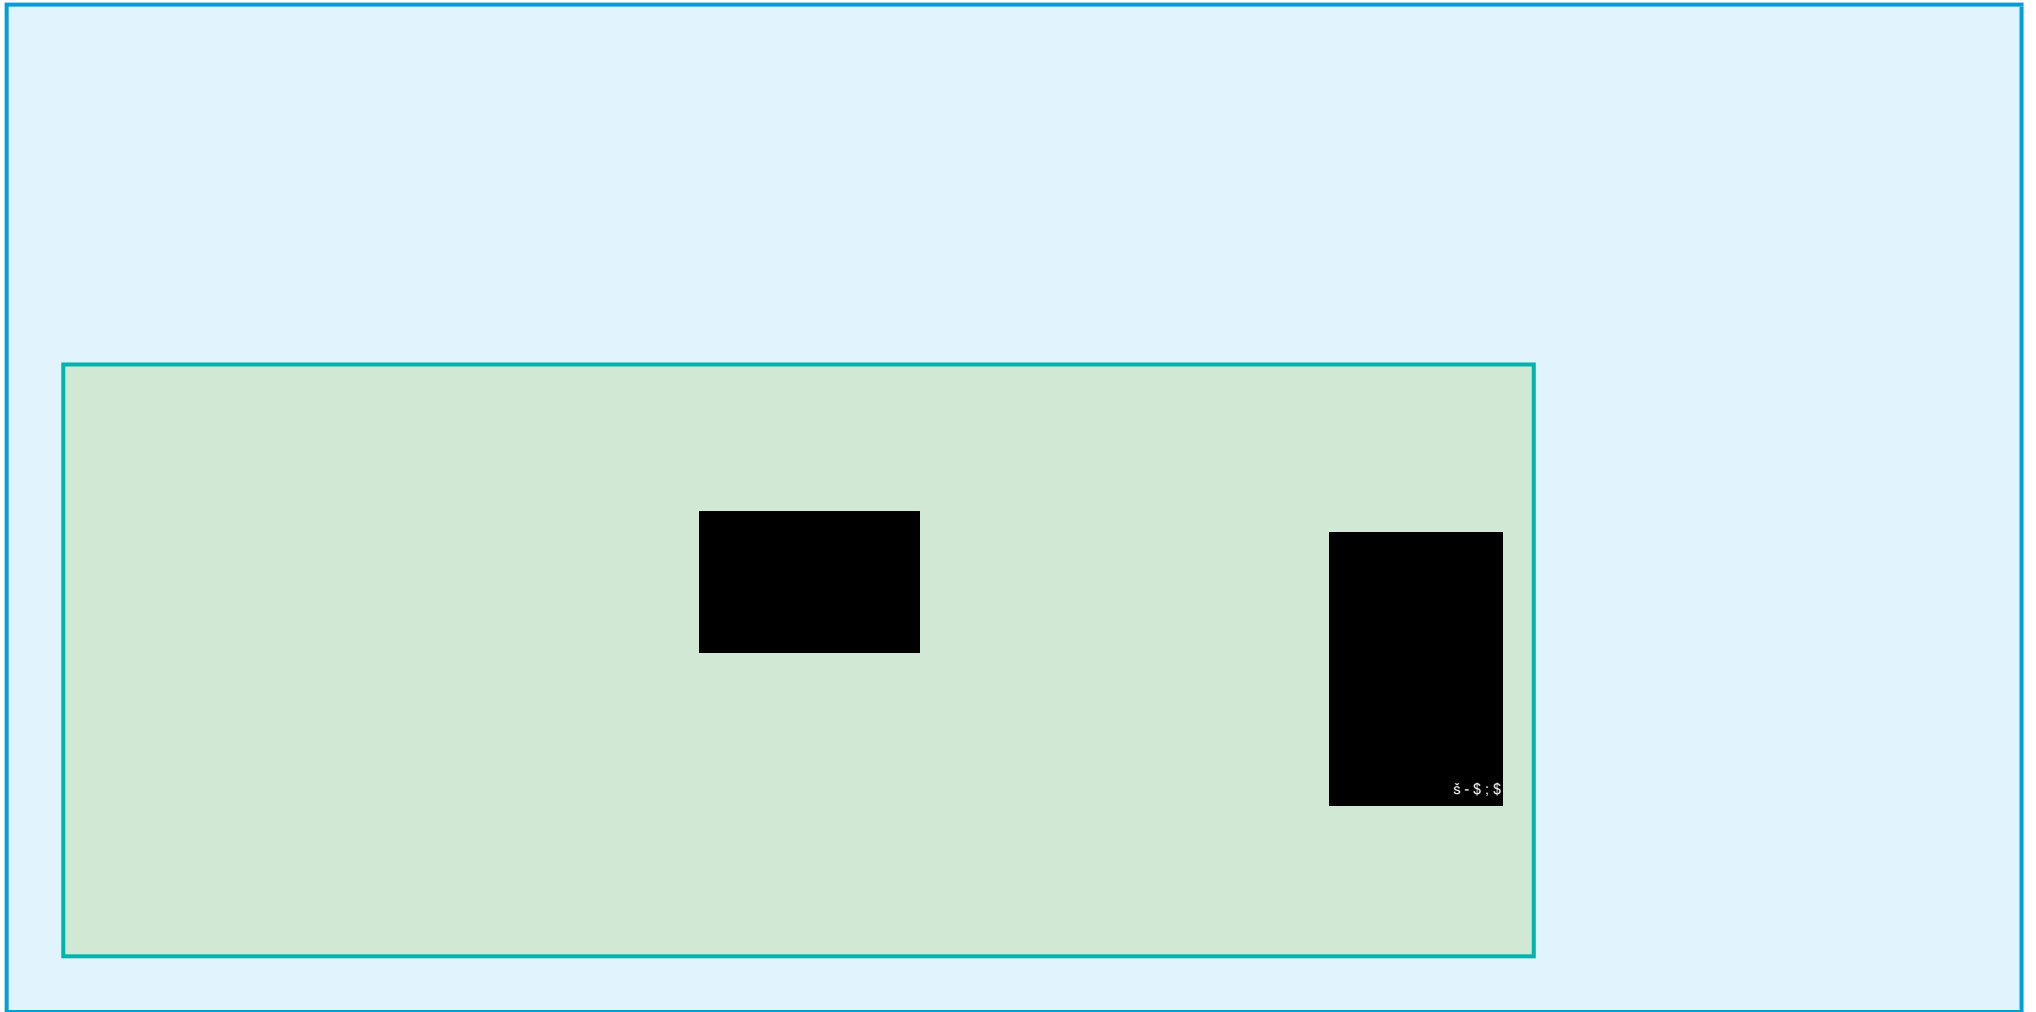 š - $ ; $